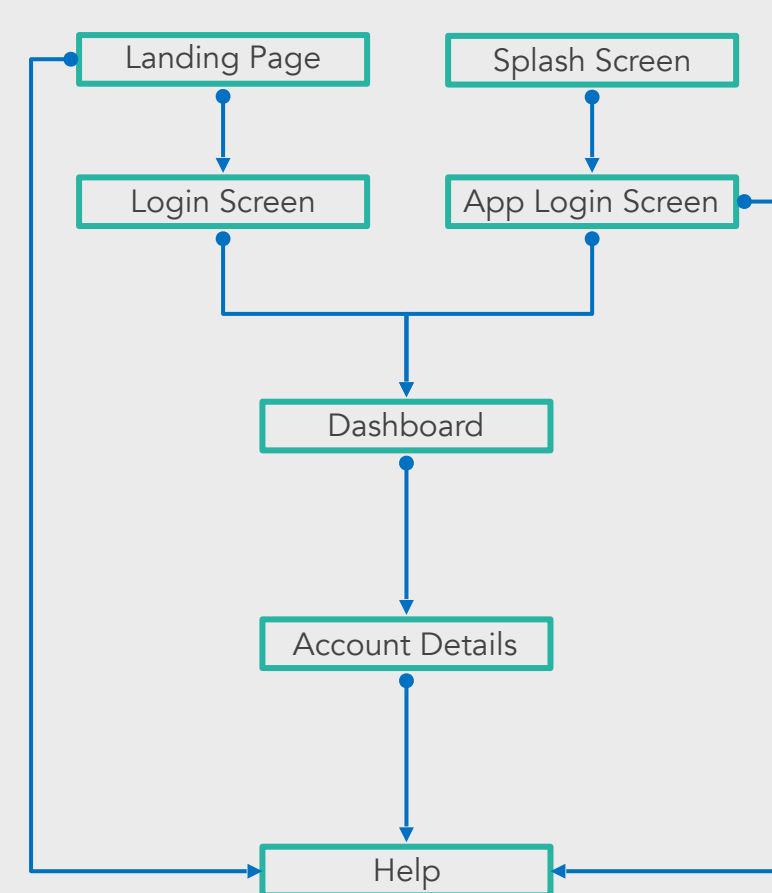 Landing Page
Splash Screen
Login Screen
App Login Screen
Dashboard
Account Details
Help